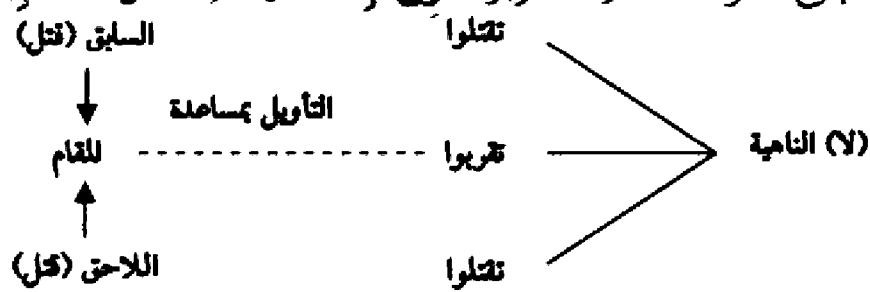 السابق (قتل) تقتلوا
التأويل بمساعدة
(لا) الناهية تقربوا للمقام
اللاحق (قتل) تقتلوا